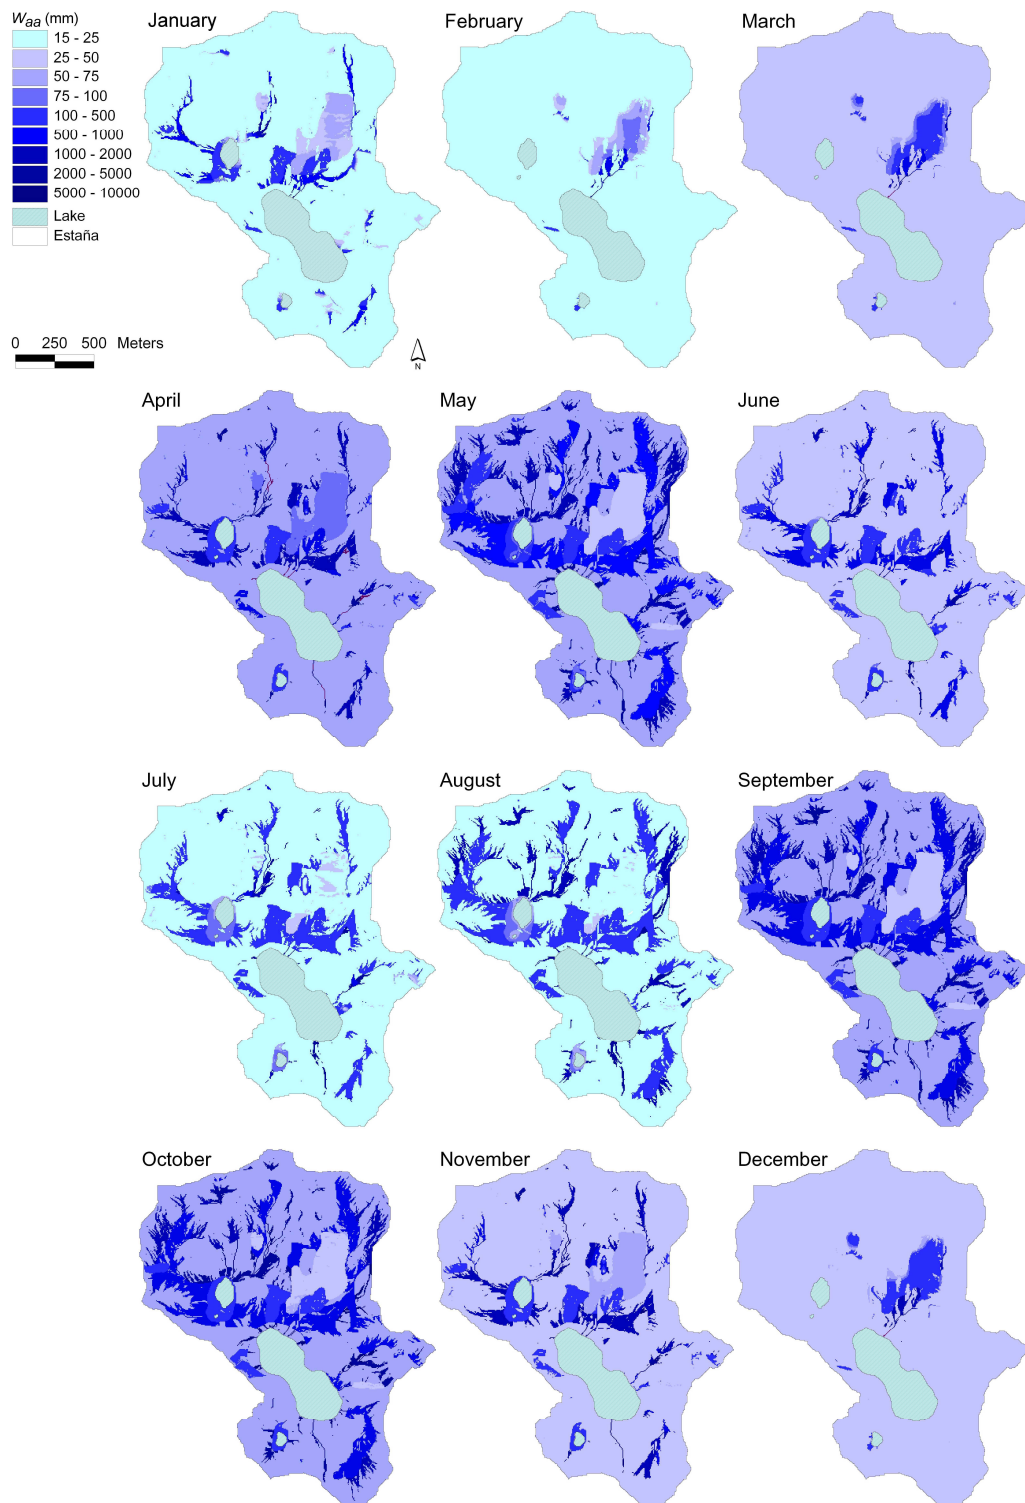 Waa (mm)
15 - 25
25 - 50
50 - 75
75 - 100
100 - 500
500 - 1000
1000 - 2000
2000 - 5000
5000 - 10000
Lake
Estaña
January
February
March
0 250 500 Meters
N
April
May
June
July
August
September
October
November
December